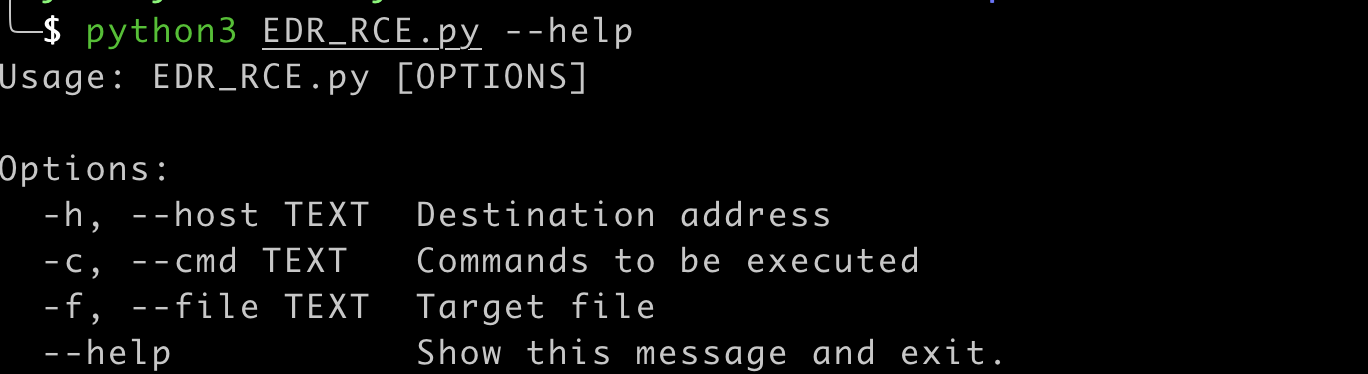 $ python3 EDR_RCE.py --help
Usage: EDR_RCE.py [OPTIONS]
Options:
-h, --host TEXT  Destination address
-c, --cmd TEXT   Commands to be executed
-f, --file TEXT  Target file
--help           Show this message and exit.